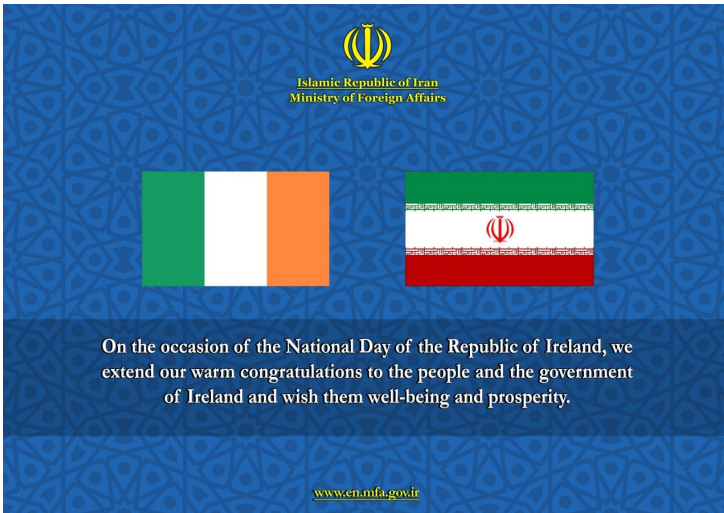 Islamic Republic of Iran
Ministry of Foreign Affairs
On the occasion of the National Day of the Republic of Ireland, we
extend our warm congratulations to the people and the government
of Ireland and wish them well-being and prosperity.
www.en.mfa.gov.ir